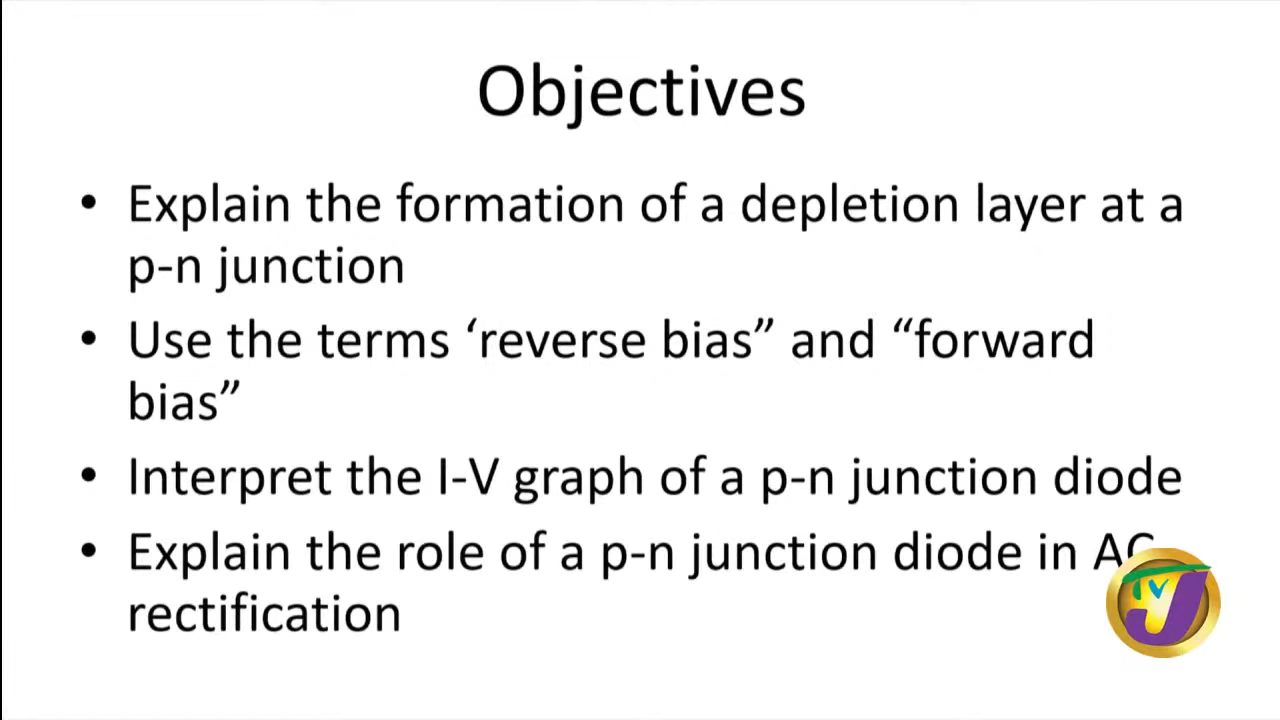 Objectives
• Explain the formation of a depletion layer at a
p-n junction
• Use the terms ‘reverse bias” and “forward
bias”
• Interpret the I-V graph of a p-n junction diode
• Explain the role of a p-n junction diode in AC
rectification
TVJ